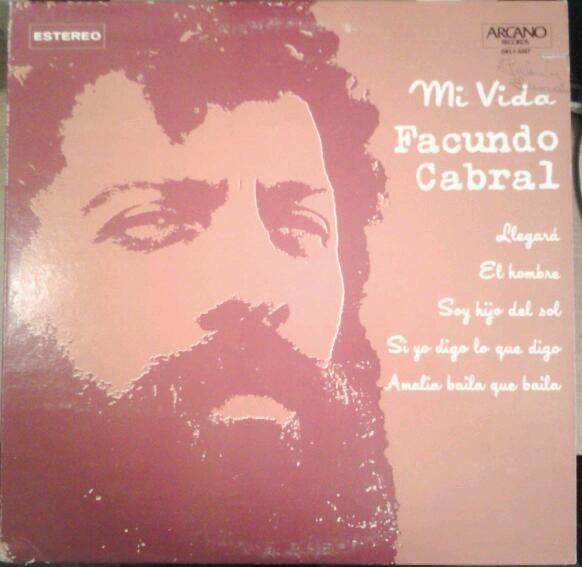 ESTEREO
ARCANO
RECORDS
Mi Vida
Facundo
Cabral
Llegará
El hombre
Soy hijo del sol
Si yo digo lo que digo
Amalia baila que baila